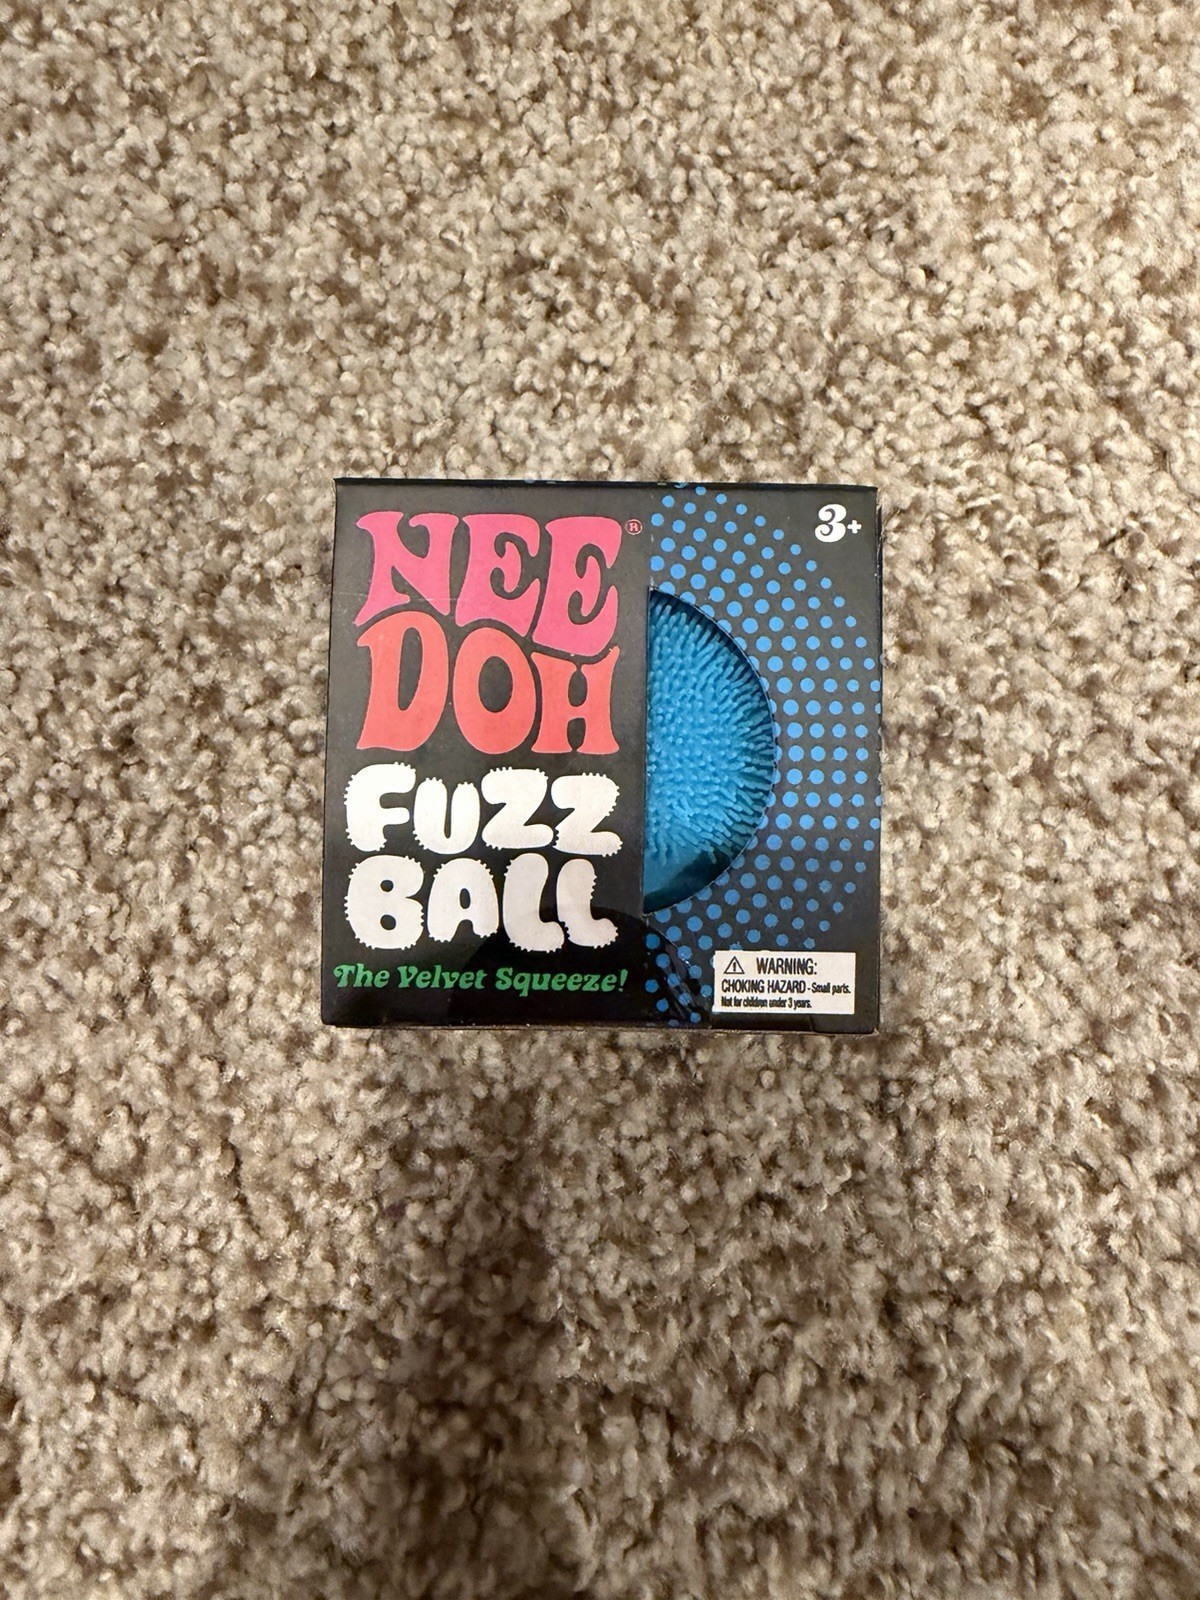 NEE®
DOH
FUZZ
BALL
The Velvet Squeeze!
3+
⚠ WARNING:
CHOKING HAZARD - Small parts.
Not for children under 3 years.